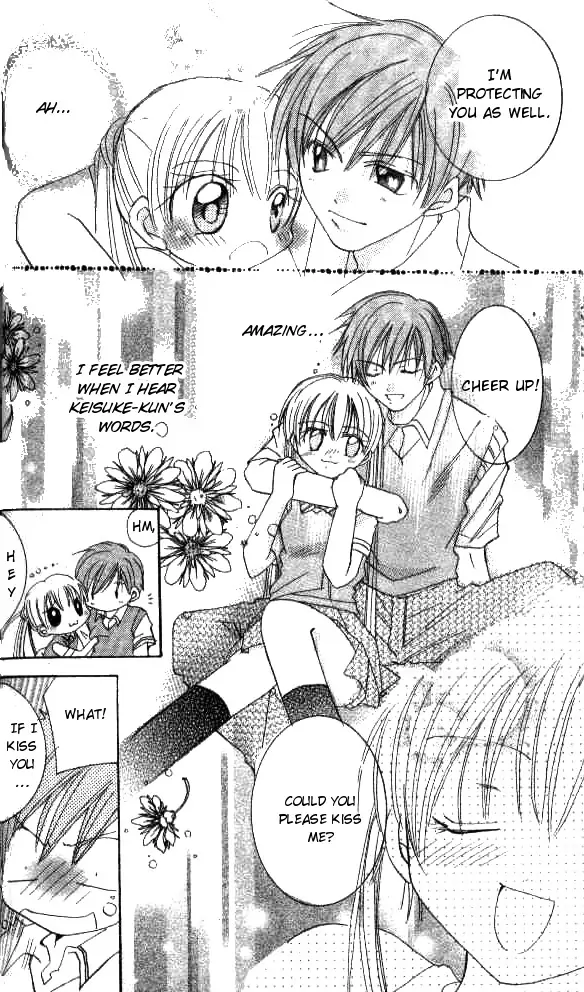 I'M
PROTECTING
YOU AS WELL.
AH...
AMAZING...
CHEER UP!
I FEEL BETTER
WHEN I HEAR
KEISUKE-KUN'S
WORDS.
HM,
HEY
WHAT!
IF I
KISS
YOU
...
COULD YOU
PLEASE KISS
ME?